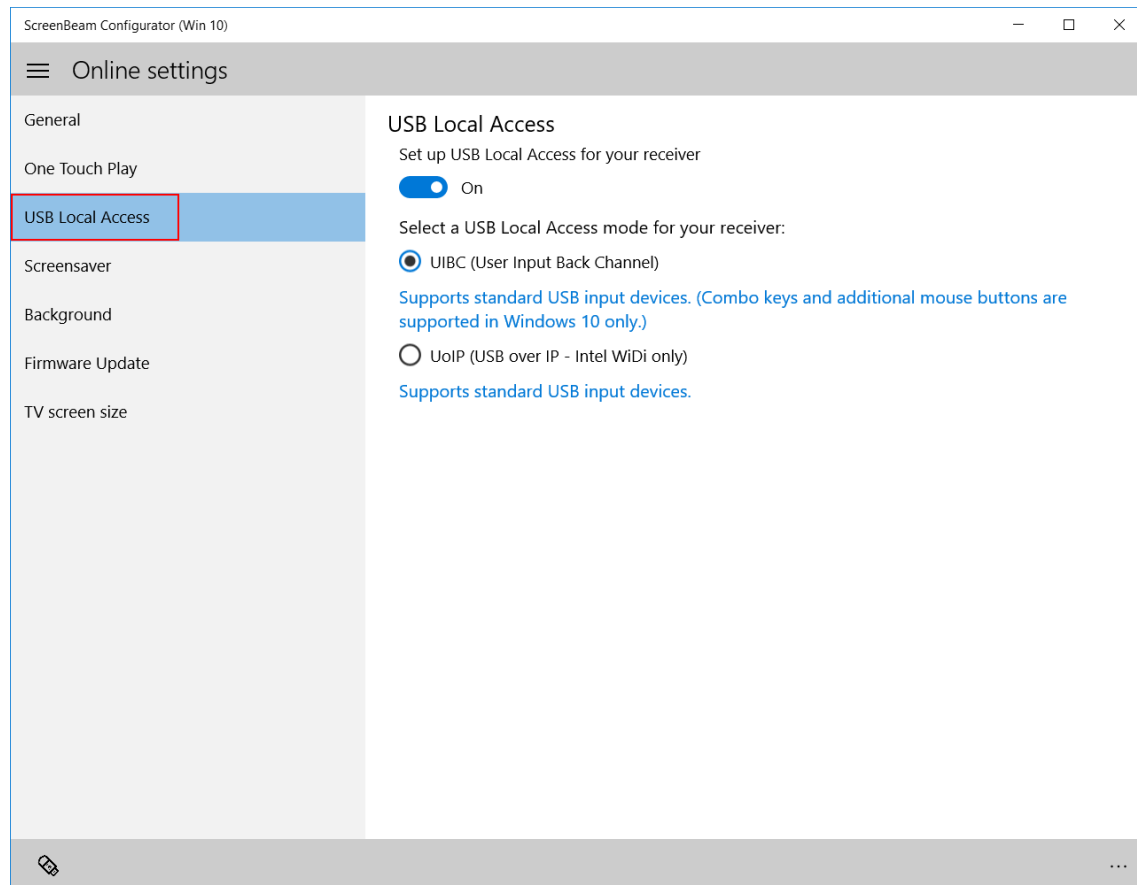 ScreenBeam Configurator (Win 10)
Online settings
General
One Touch Play
USB Local Access
Screensaver
Background
Firmware Update
TV screen size
USB Local Access
Set up USB Local Access for your receiver
On
Select a USB Local Access mode for your receiver:
UIBC (User Input Back Channel)
Supports standard USB input devices. (Combo keys and additional mouse buttons are
supported in Windows 10 only.)
UoIP (USB over IP - Intel WiDi only)
Supports standard USB input devices.